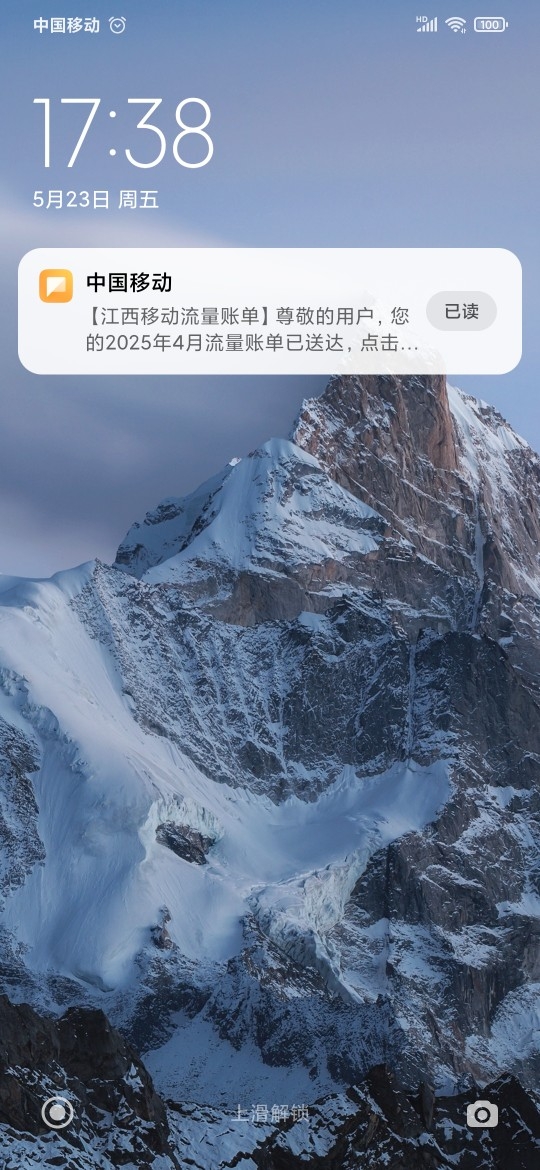 中国移动 HD 100
17:38
5月23日 周五
中国移动
【江西移动流量账单】尊敬的用户，您
的2025年4月流量账单已送达，点击...
已读
上滑解锁